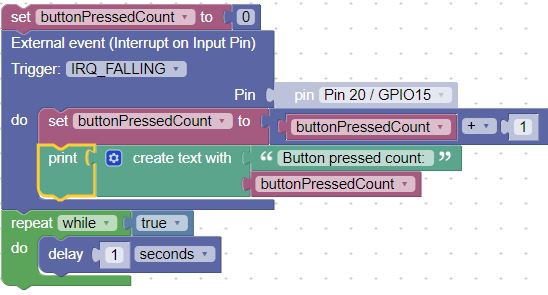 set buttonPressedCount to 0
External event (Interrupt on Input Pin)
Trigger: IRQ_FALLING
Pin pin Pin 20 / GPIO15
do set buttonPressedCount to buttonPressedCount + 1
print create text with “ Button pressed count: ”
buttonPressedCount
repeat while true
do delay 1 seconds